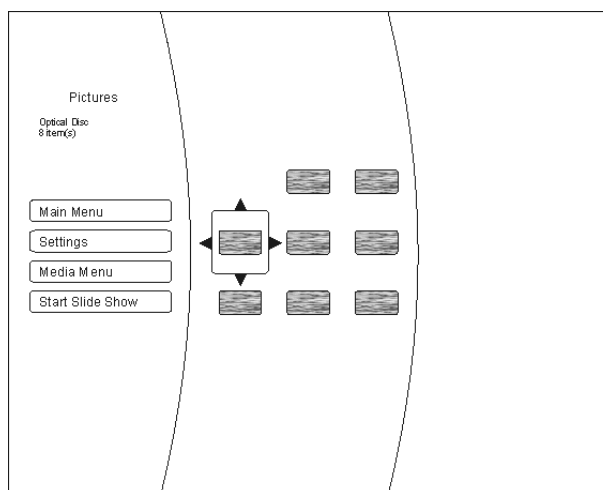 Pictures
Optical Disc
8 item(s)
Main Menu
Settings
Media Menu
Start Slide Show